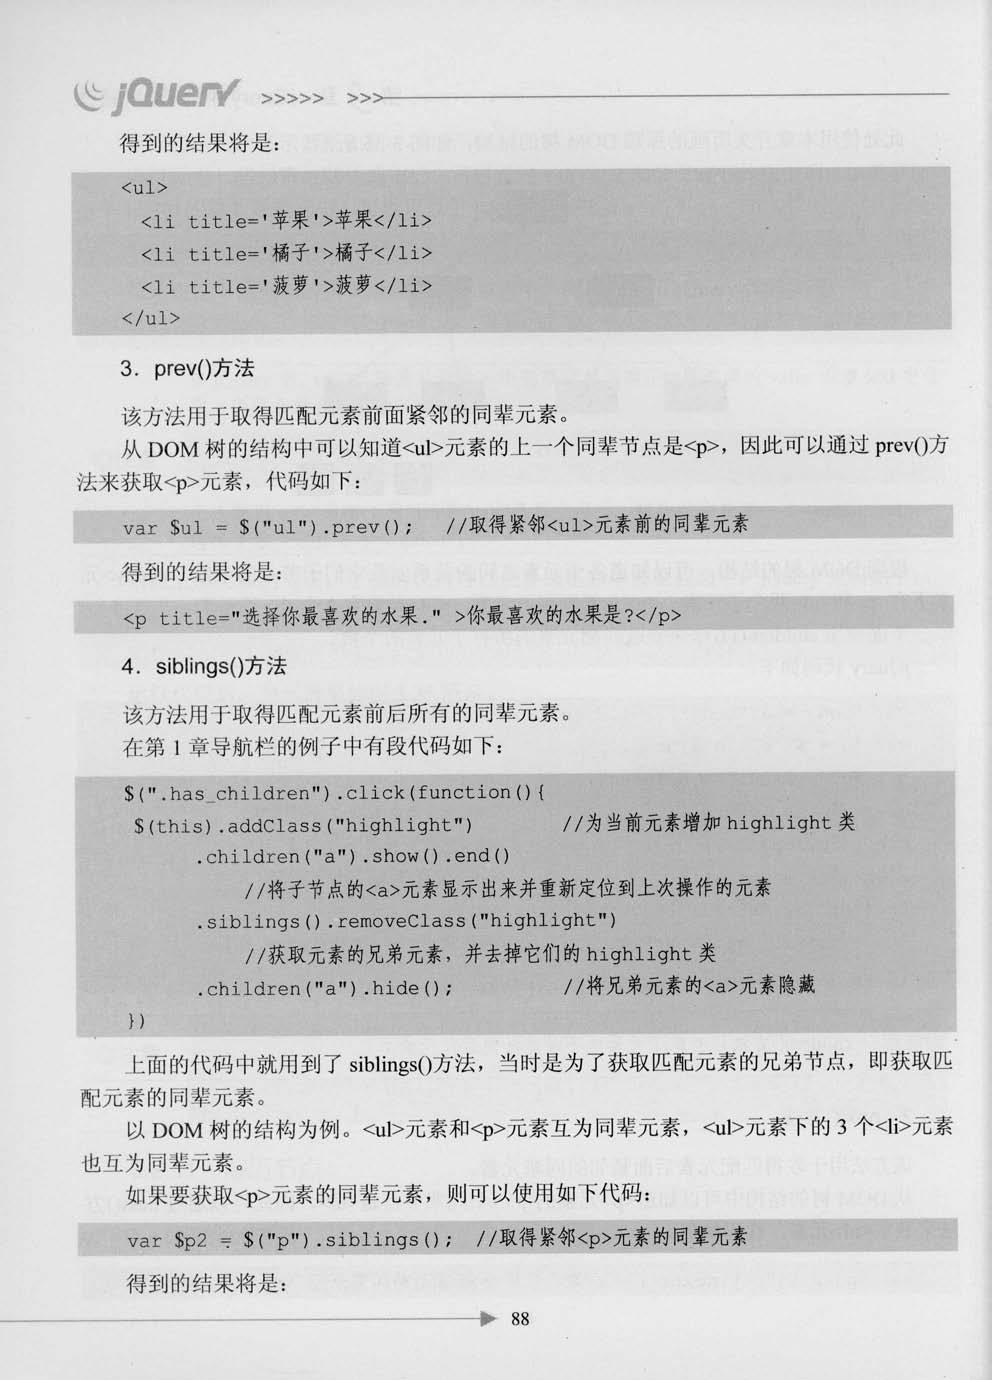 jQuery >>>>> >>>
得到的结果将是：
<ul>
<li title='苹果'>苹果</li>
<li title='橘子'>橘子</li>
<li title='菠萝'>菠萝</li>
</ul>
3．prev()方法
该方法用于取得匹配元素前面紧邻的同辈元素。
从 DOM 树的结构中可以知道<ul>元素的上一个同辈节点是<p>，因此可以通过 prev()方
法来获取<p>元素，代码如下：
var $ul = $("ul").prev(); //取得紧邻<ul>元素前的同辈元素
得到的结果将是：
<p title="选择你最喜欢的水果." >你最喜欢的水果是?</p>
4．siblings()方法
该方法用于取得匹配元素前后所有的同辈元素。
在第 1 章导航栏的例子中有段代码如下：
$(".has_children").click(function(){
$(this).addClass("highlight") //为当前元素增加 highlight 类
.children("a").show().end()
//将子节点的<a>元素显示出来并重新定位到上次操作的元素
.siblings().removeClass("highlight")
//获取元素的兄弟元素，并去掉它们的 highlight 类
.children("a").hide(); //将兄弟元素的<a>元素隐藏
})
上面的代码中就用到了 siblings()方法，当时是为了获取匹配元素的兄弟节点，即获取匹
配元素的同辈元素。
以 DOM 树的结构为例。<ul>元素和<p>元素互为同辈元素，<ul>元素下的 3 个<li>元素
也互为同辈元素。
如果要获取<p>元素的同辈元素，则可以使用如下代码：
var $p2 = $("p").siblings(); //取得紧邻<p>元素的同辈元素
得到的结果将是：
88